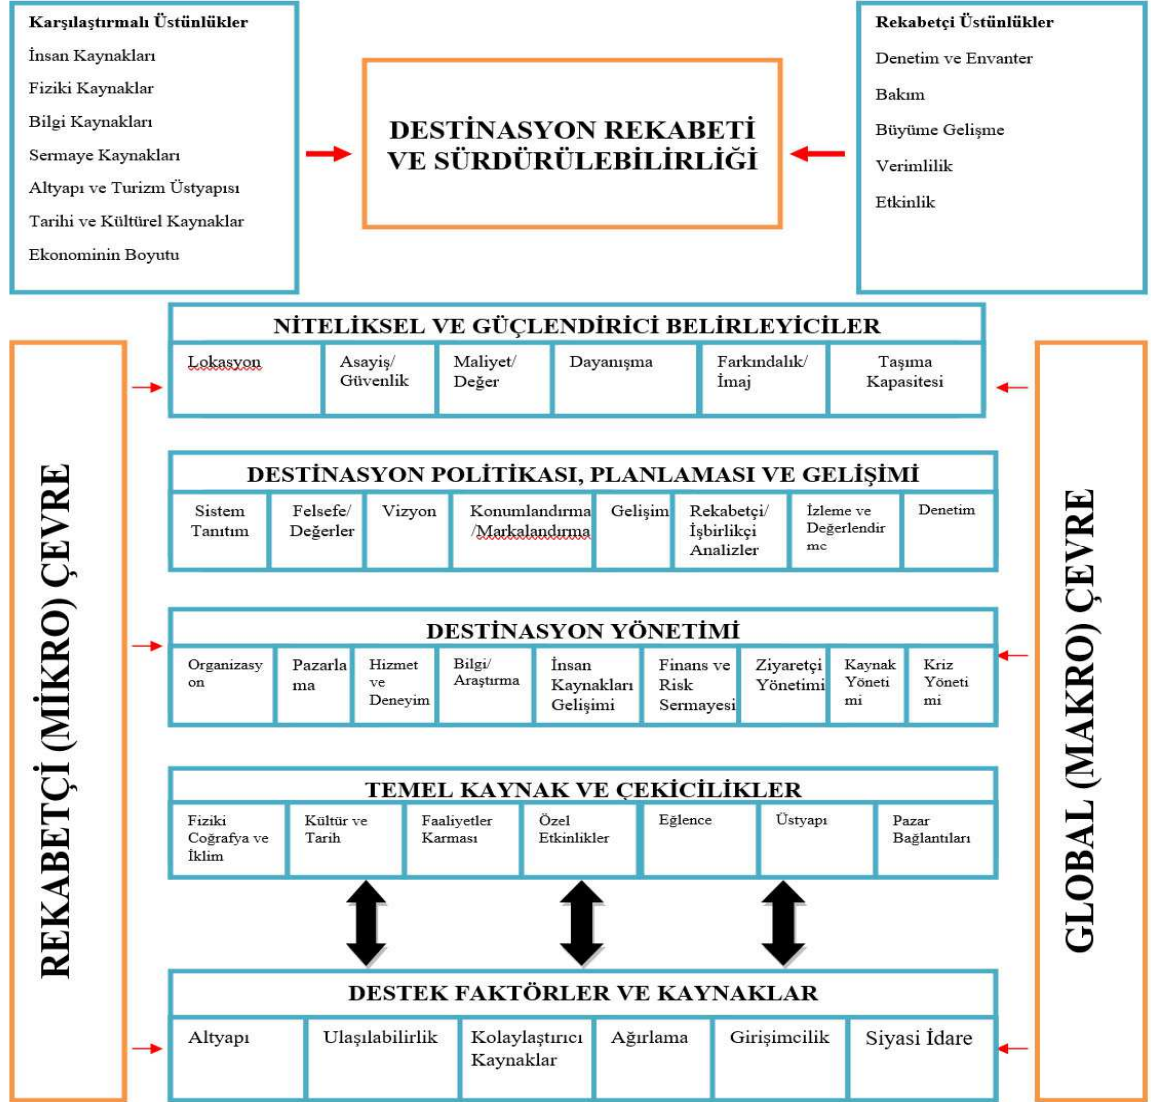 Karşılaştırmalı Üstünlükler
İnsan Kaynakları
Fiziki Kaynaklar
Bilgi Kaynakları
Sermaye Kaynakları
Altyapı ve Turizm Üstyapısı
Tarihi ve Kültürel Kaynaklar
Ekonominin Boyutu
DESTİNASYON REKABETİ
VE SÜRDÜRÜLEBİLİRLİĞİ
Rekabetçi Üstünlükler
Denetim ve Envanter
Bakım
Büyüme Gelişme
Verimlilik
Etkinlik
REKABETÇİ (MİKRO) ÇEVRE
NİTELİKSEL VE GÜÇLENDİRİCİ BELİRLEYİCİLER
Lokasyon
Asayiş/
Güvenlik
Maliyet/
Değer
Dayanışma
Farkındalık/
İmaj
Taşıma
Kapasitesi
DESTİNASYON POLİTİKASI, PLANLAMASI VE GELİŞİMİ
Sistem
Tanıtım
Felsefe/
Değerler
Vizyon
Konumlandırma
/Markalandırma
Gelişim
Rekabetçi/
İşbirlikçi
Analizler
İzleme ve
Değerlendir
me
Denetim
DESTİNASYON YÖNETİMİ
Organizasy
on
Pazarla
ma
Hizmet
ve
Deneyim
Bilgi/
Araştırma
İnsan
Kaynakları
Gelişimi
Finans ve
Risk
Sermayesi
Ziyaretçi
Yönetimi
Kaynak
Yöneti
mi
Kriz
Yöneti
mi
TEMEL KAYNAK VE ÇEKİCİLİKLER
Fiziki
Coğrafya ve
İklim
Kültür ve
Tarih
Faaliyetler
Karması
Özel
Etkinlikler
Eğlence
Üstyapı
Pazar
Bağlantıları
DESTEK FAKTÖRLER VE KAYNAKLAR
Altyapı
Ulaşılabilirlik
Kolaylaştırıcı
Kaynaklar
Ağırlama
Girişimcilik
Siyasi İdare
GLOBAL (MAKRO) ÇEVRE